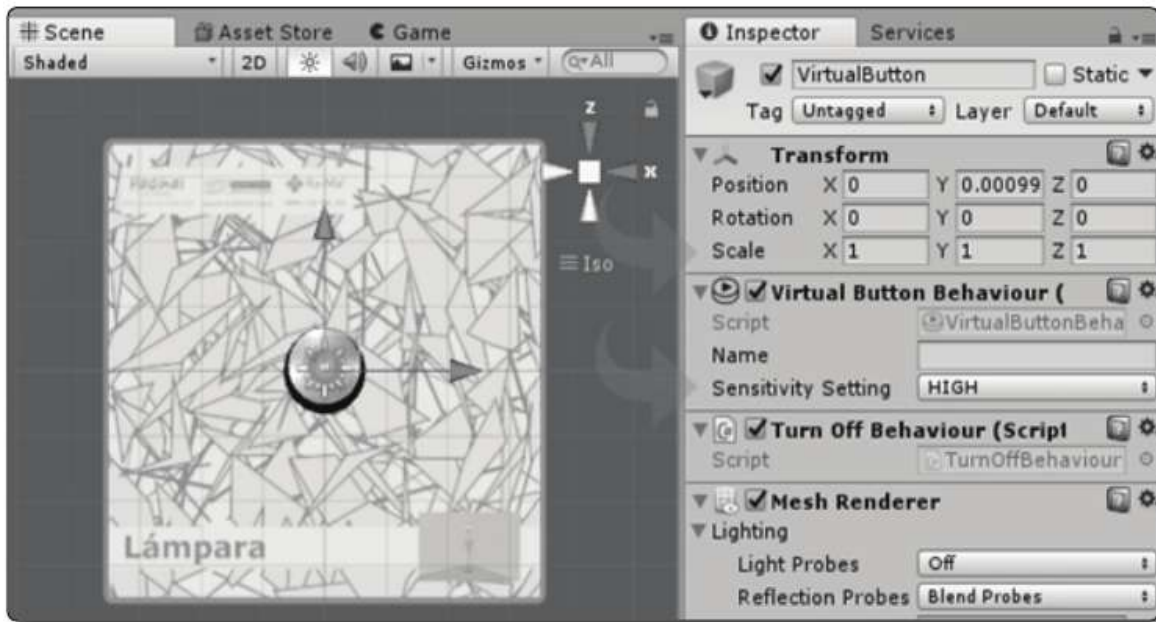 Scene Asset Store Game
Shaded 2D Gizmos All
Z
X
Iso
Lámpara
Inspector Services
VirtualButton Static
Tag Untagged Layer Default
Transform
Position X 0 Y 0.00099 Z 0
Rotation X 0 Y 0 Z 0
Scale X 1 Y 1 Z 1
Virtual Button Behaviour (
Script VirtualButtonBeha
Name
Sensitivity Setting HIGH
Turn Off Behaviour (Script
Script TurnOffBehaviour
Mesh Renderer
Lighting
Light Probes Off
Reflection Probes Blend Probes